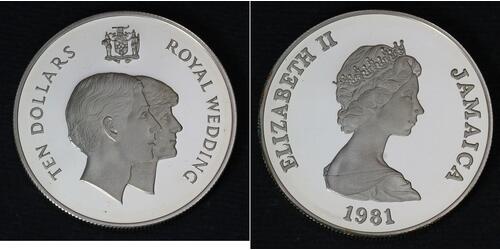 TEN DOLLARS
ROYAL WEDDING
ELIZABETH II
JAMAICA
1981